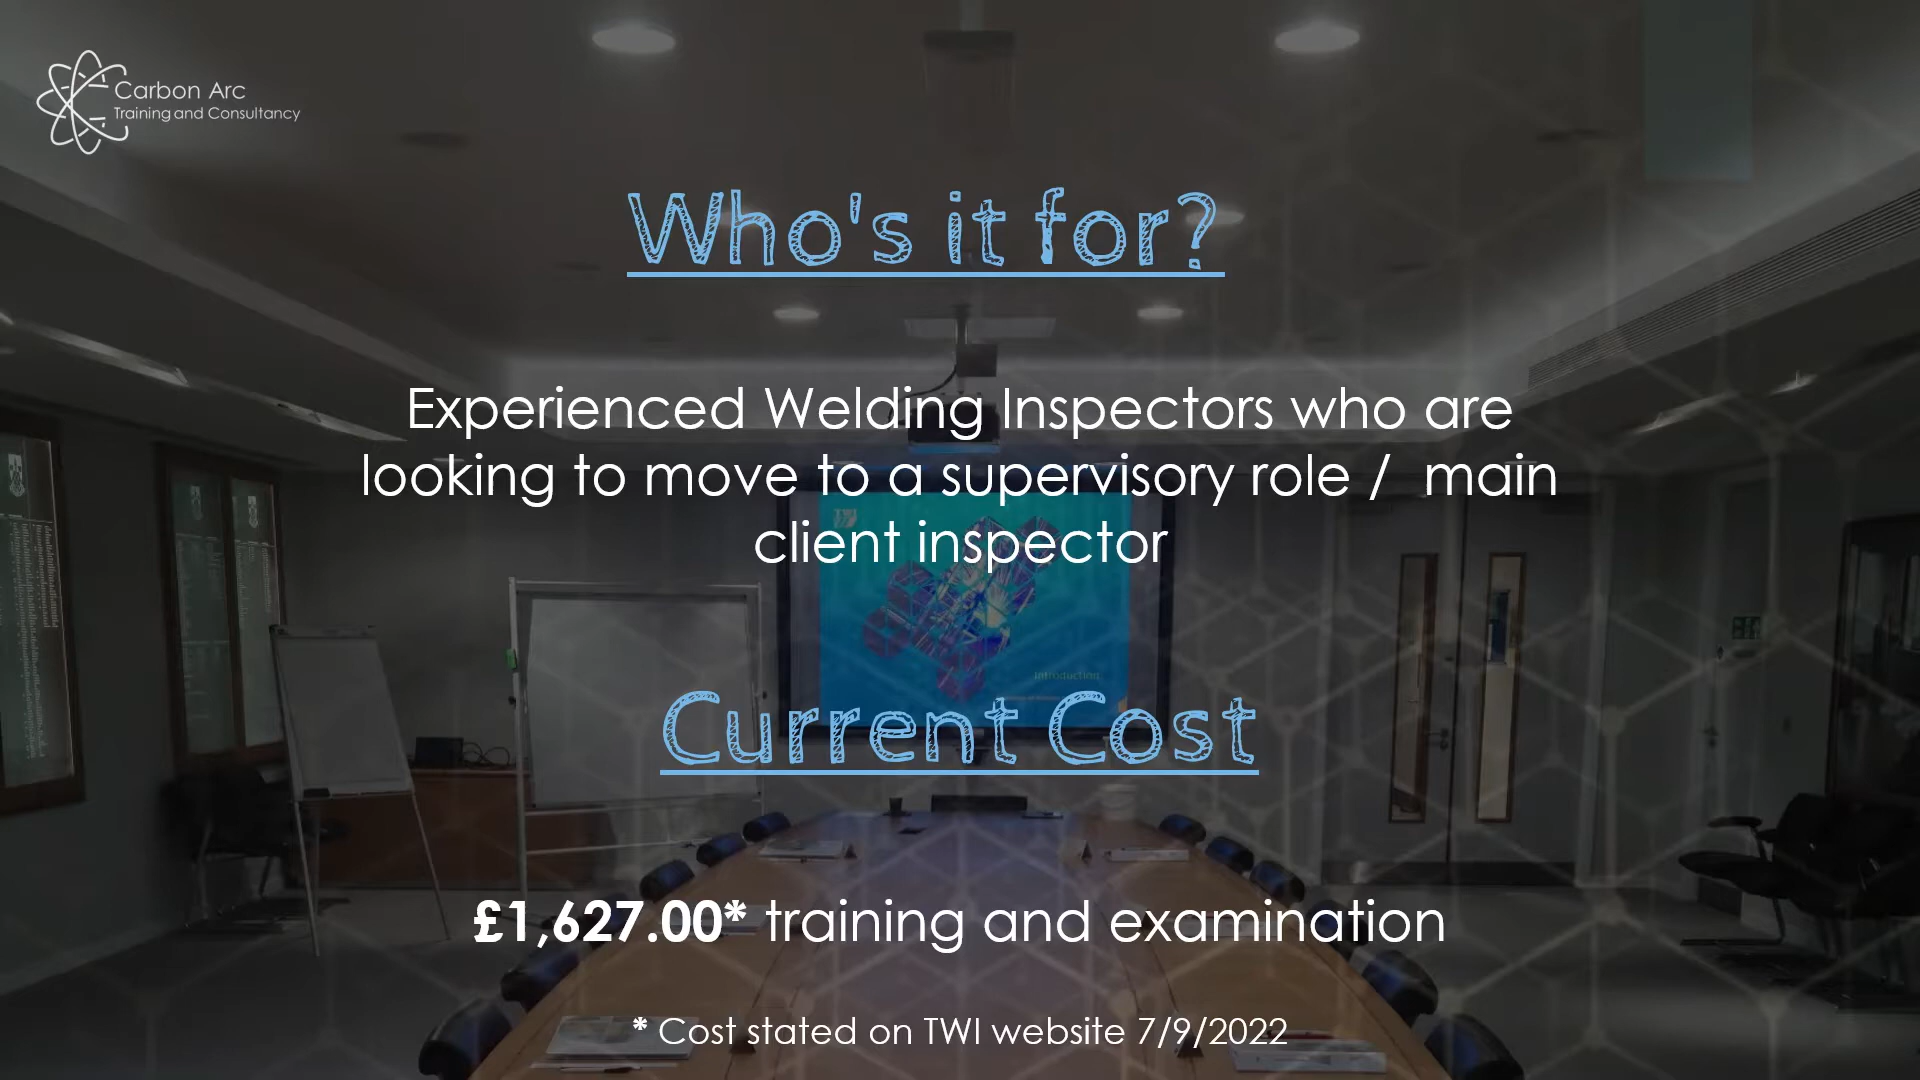 Carbon Arc
Training and Consultancy
Who's it for?
Experienced Welding Inspectors who are
looking to move to a supervisory role / main
client inspector
Introduction
Current Cost
£1,627.00* training and examination
* Cost stated on TWI website 7/9/2022